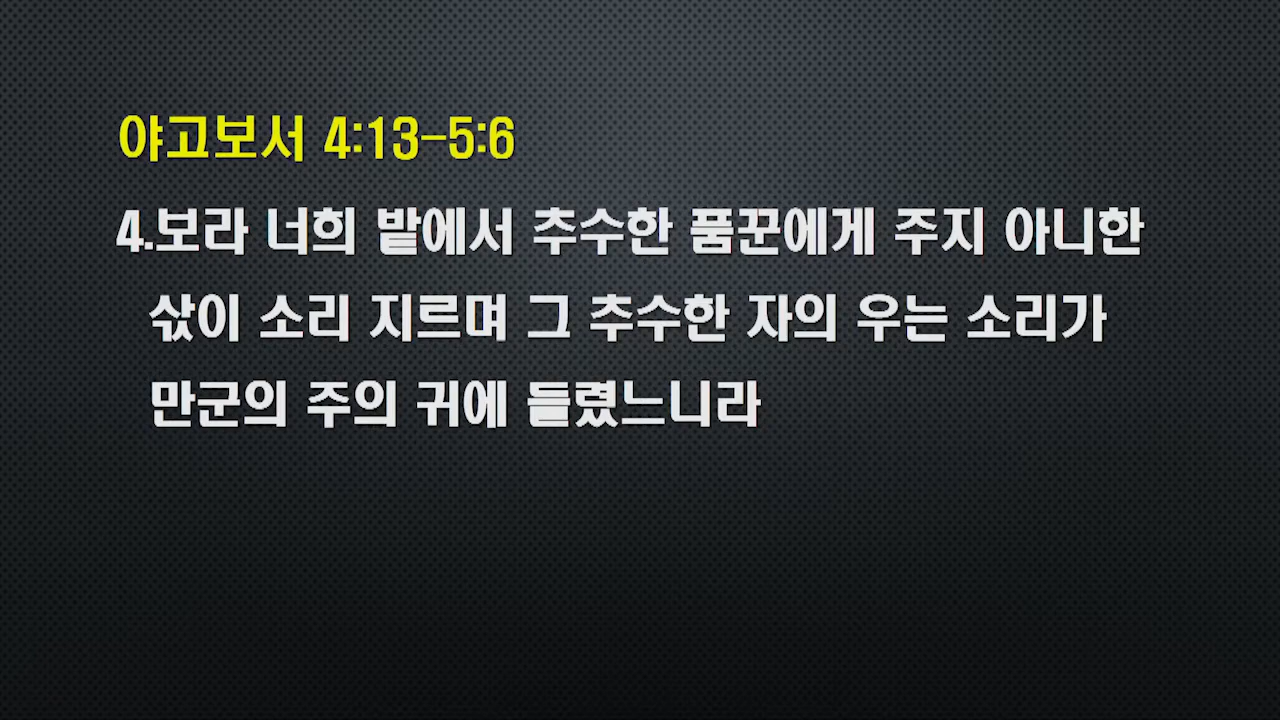 야고보서 4:13-5:6
4.보라 너희 밭에서 추수한 품꾼에게 주지 아니한
삯이 소리 지르며 그 추수한 자의 우는 소리가
만군의 주의 귀에 들렸느니라